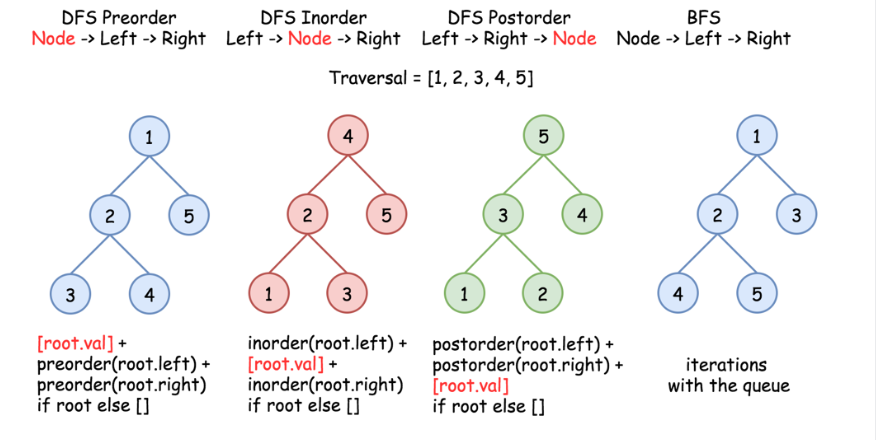 DFS Preorder
Node -> Left -> Right
DFS Inorder
Left -> Node -> Right
DFS Postorder
Left -> Right -> Node
BFS
Node -> Left -> Right
Traversal = [1, 2, 3, 4, 5]
1
2
5
3
4
4
2
5
1
3
5
3
4
1
2
1
2
3
4
5
[root.val] +
preorder(root.left) +
preorder(root.right)
if root else []
inorder(root.left) +
[root.val] +
inorder(root.right)
if root else []
postorder(root.left) +
postorder(root.right) +
[root.val]
if root else []
iterations
with the queue